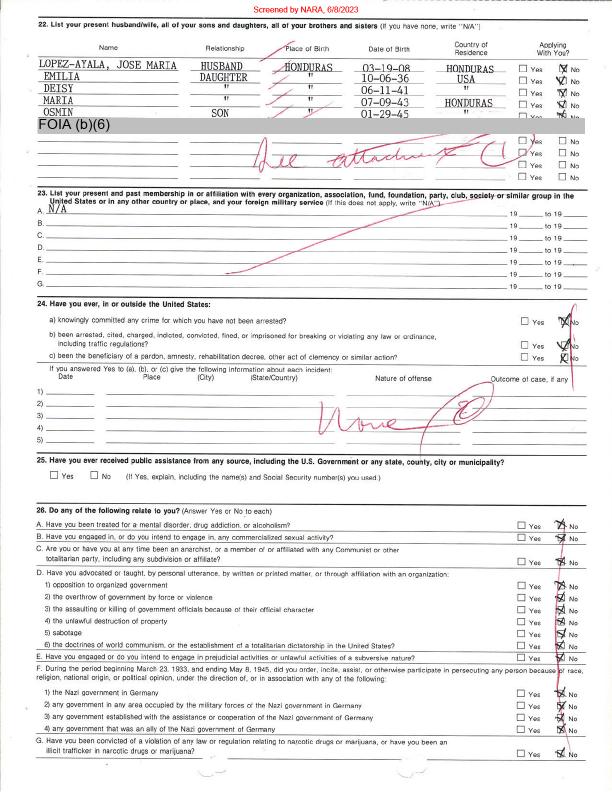 Screened by NARA, 6/8/2023
22. List your present husband/wife, all of your sons and daughters, all of your brothers and sisters (If you have none, write "N/A")
Name Relationship Place of Birth Date of Birth Country of Residence Applying With You?
LOPEZ-AYALA, JOSE MARIA HUSBAND HONDURAS 03-19-08 HONDURAS Yes No
EMILIA DAUGHTER " 10-06-36 USA Yes No
DEISY " " 06-11-41 " Yes No
MARIA " " 07-09-43 HONDURAS Yes No
OSMIN SON " 01-29-45 " Yes No
FOIA (b)(6)
Yes No
See attachment (1) Yes No
Yes No
Yes No
23. List your present and past membership in or affiliation with every organization, association, fund, foundation, party, club, society or similar group in the
United States or in any other country or place, and your foreign military service (If this does not apply, write "N/A")
A. N/A 19 to 19
B. 19 to 19
C. 19 to 19
D. 19 to 19
E. 19 to 19
F. 19 to 19
G. 19 to 19
24. Have you ever, in or outside the United States:
a) knowingly committed any crime for which you have not been arrested? Yes No
b) been arrested, cited, charged, indicted, convicted, fined, or imprisoned for breaking or violating any law or ordinance,
including traffic regulations? Yes No
c) been the beneficiary of a pardon, amnesty, rehabilitation decree, other act of clemency or similar action? Yes No
If you answered Yes to (a), (b), or (c) give the following information about each incident:
Date Place (City) (State/Country) Nature of offense Outcome of case, if any
1)
2)
3) None
4)
5)
25. Have you ever received public assistance from any source, including the U.S. Government or any state, county, city or municipality?
Yes No (If Yes, explain, including the name(s) and Social Security number(s) you used.)
26. Do any of the following relate to you? (Answer Yes or No to each)
A. Have you been treated for a mental disorder, drug addiction, or alcoholism? Yes No
B. Have you engaged in, or do you intend to engage in, any commercialized sexual activity? Yes No
C. Are you or have you at any time been an anarchist, or a member of or affiliated with any Communist or other
totalitarian party, including any subdivision or affiliate? Yes No
D. Have you advocated or taught, by personal utterance, by written or printed matter, or through affiliation with an organization:
1) opposition to organized government Yes No
2) the overthrow of government by force or violence Yes No
3) the assaulting or killing of government officials because of their official character Yes No
4) the unlawful destruction of property Yes No
5) sabotage Yes No
6) the doctrines of world communism, or the establishment of a totalitarian dictatorship in the United States? Yes No
E. Have you engaged or do you intend to engage in prejudicial activities or unlawful activities of a subversive nature? Yes No
F. During the period beginning March 23, 1933, and ending May 8, 1945, did you order, incite, assist, or otherwise participate in persecuting any person because of race,
religion, national origin, or political opinion, under the direction of, or in association with any of the following:
1) the Nazi government in Germany Yes No
2) any government in any area occupied by the military forces of the Nazi government in Germany Yes No
3) any government established with the assistance or cooperation of the Nazi government of Germany Yes No
4) any government that was an ally of the Nazi government of Germany Yes No
G. Have you been convicted of a violation of any law or regulation relating to narcotic drugs or marijuana, or have you been an
illicit trafficker in narcotic drugs or marijuana? Yes No